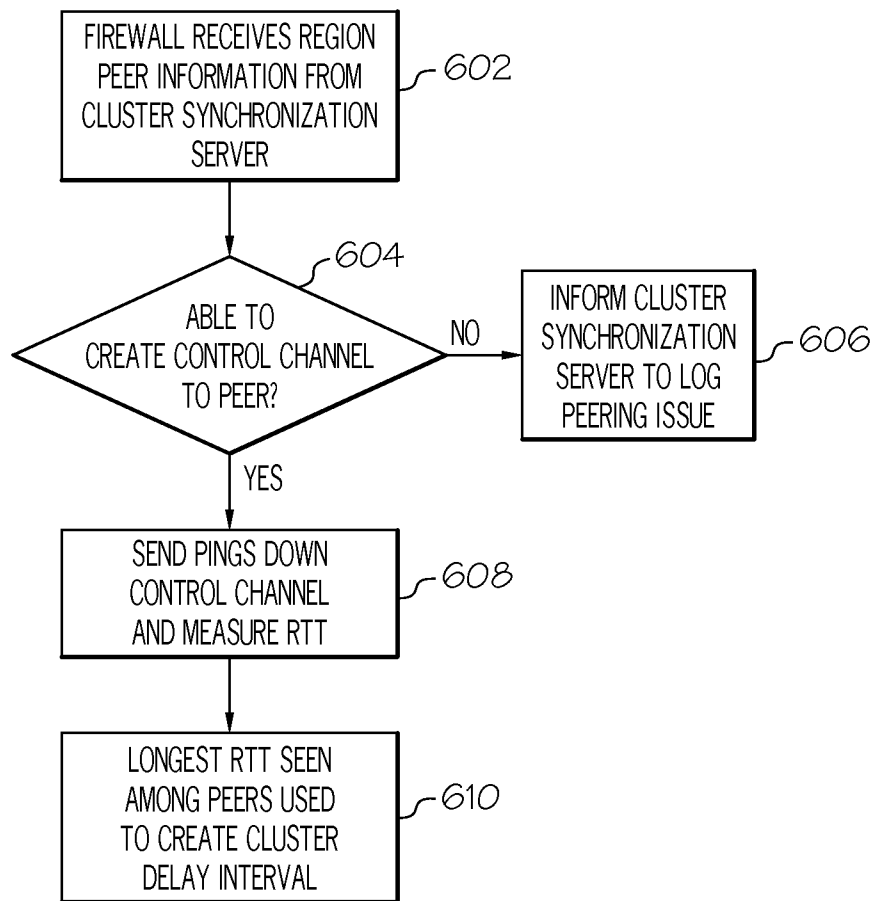 FIREWALL RECEIVES REGION
PEER INFORMATION FROM
CLUSTER SYNCHRONIZATION
SERVER
602
604
ABLE TO
CREATE CONTROL CHANNEL
TO PEER?
NO
INFORM CLUSTER
SYNCHRONIZATION
SERVER TO LOG
PEERING ISSUE
606
YES
SEND PINGS DOWN
CONTROL CHANNEL
AND MEASURE RTT
608
LONGEST RTT SEEN
AMONG PEERS USED
TO CREATE CLUSTER
DELAY INTERVAL
610